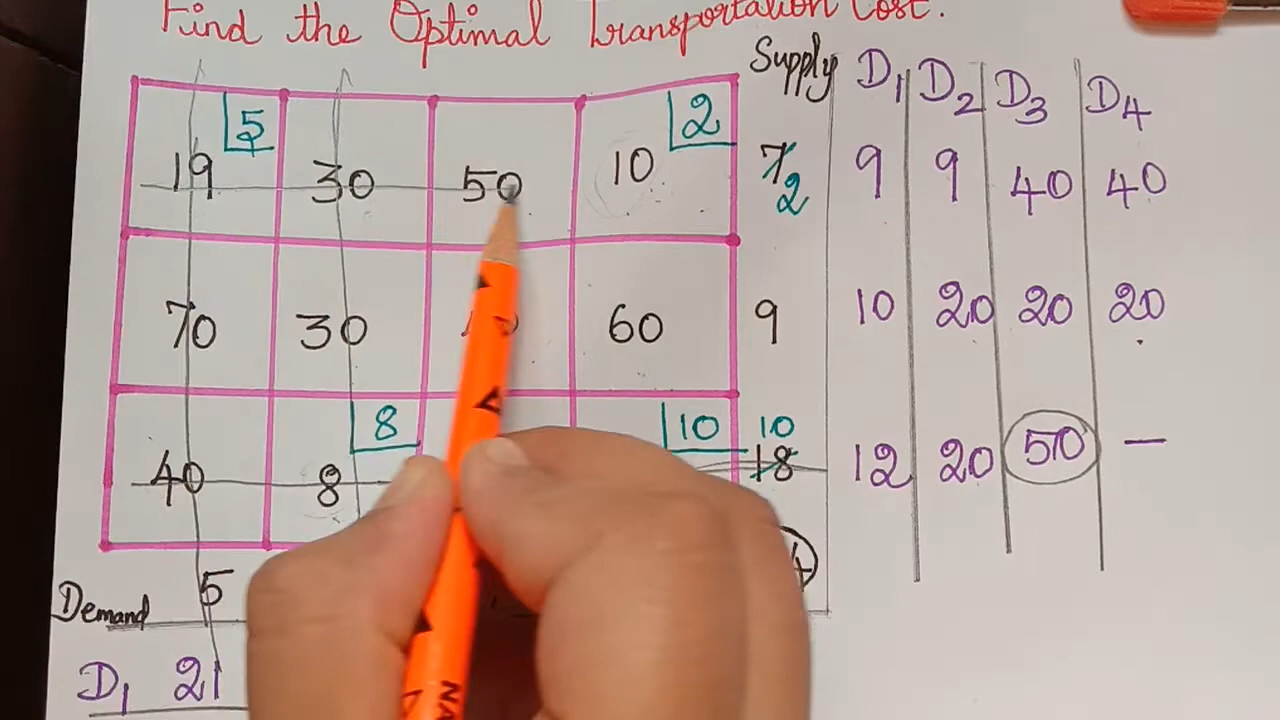 Find the Optimal Transportation Cost.
Supply D1 D2 D3 D4
5 2
19 30 50 10 7 2 9 9 40 40
70 30 60 9 10 20 20 20
8 10 10
40 8 18 12 20 50 —
Demand 5
D1 21
NA